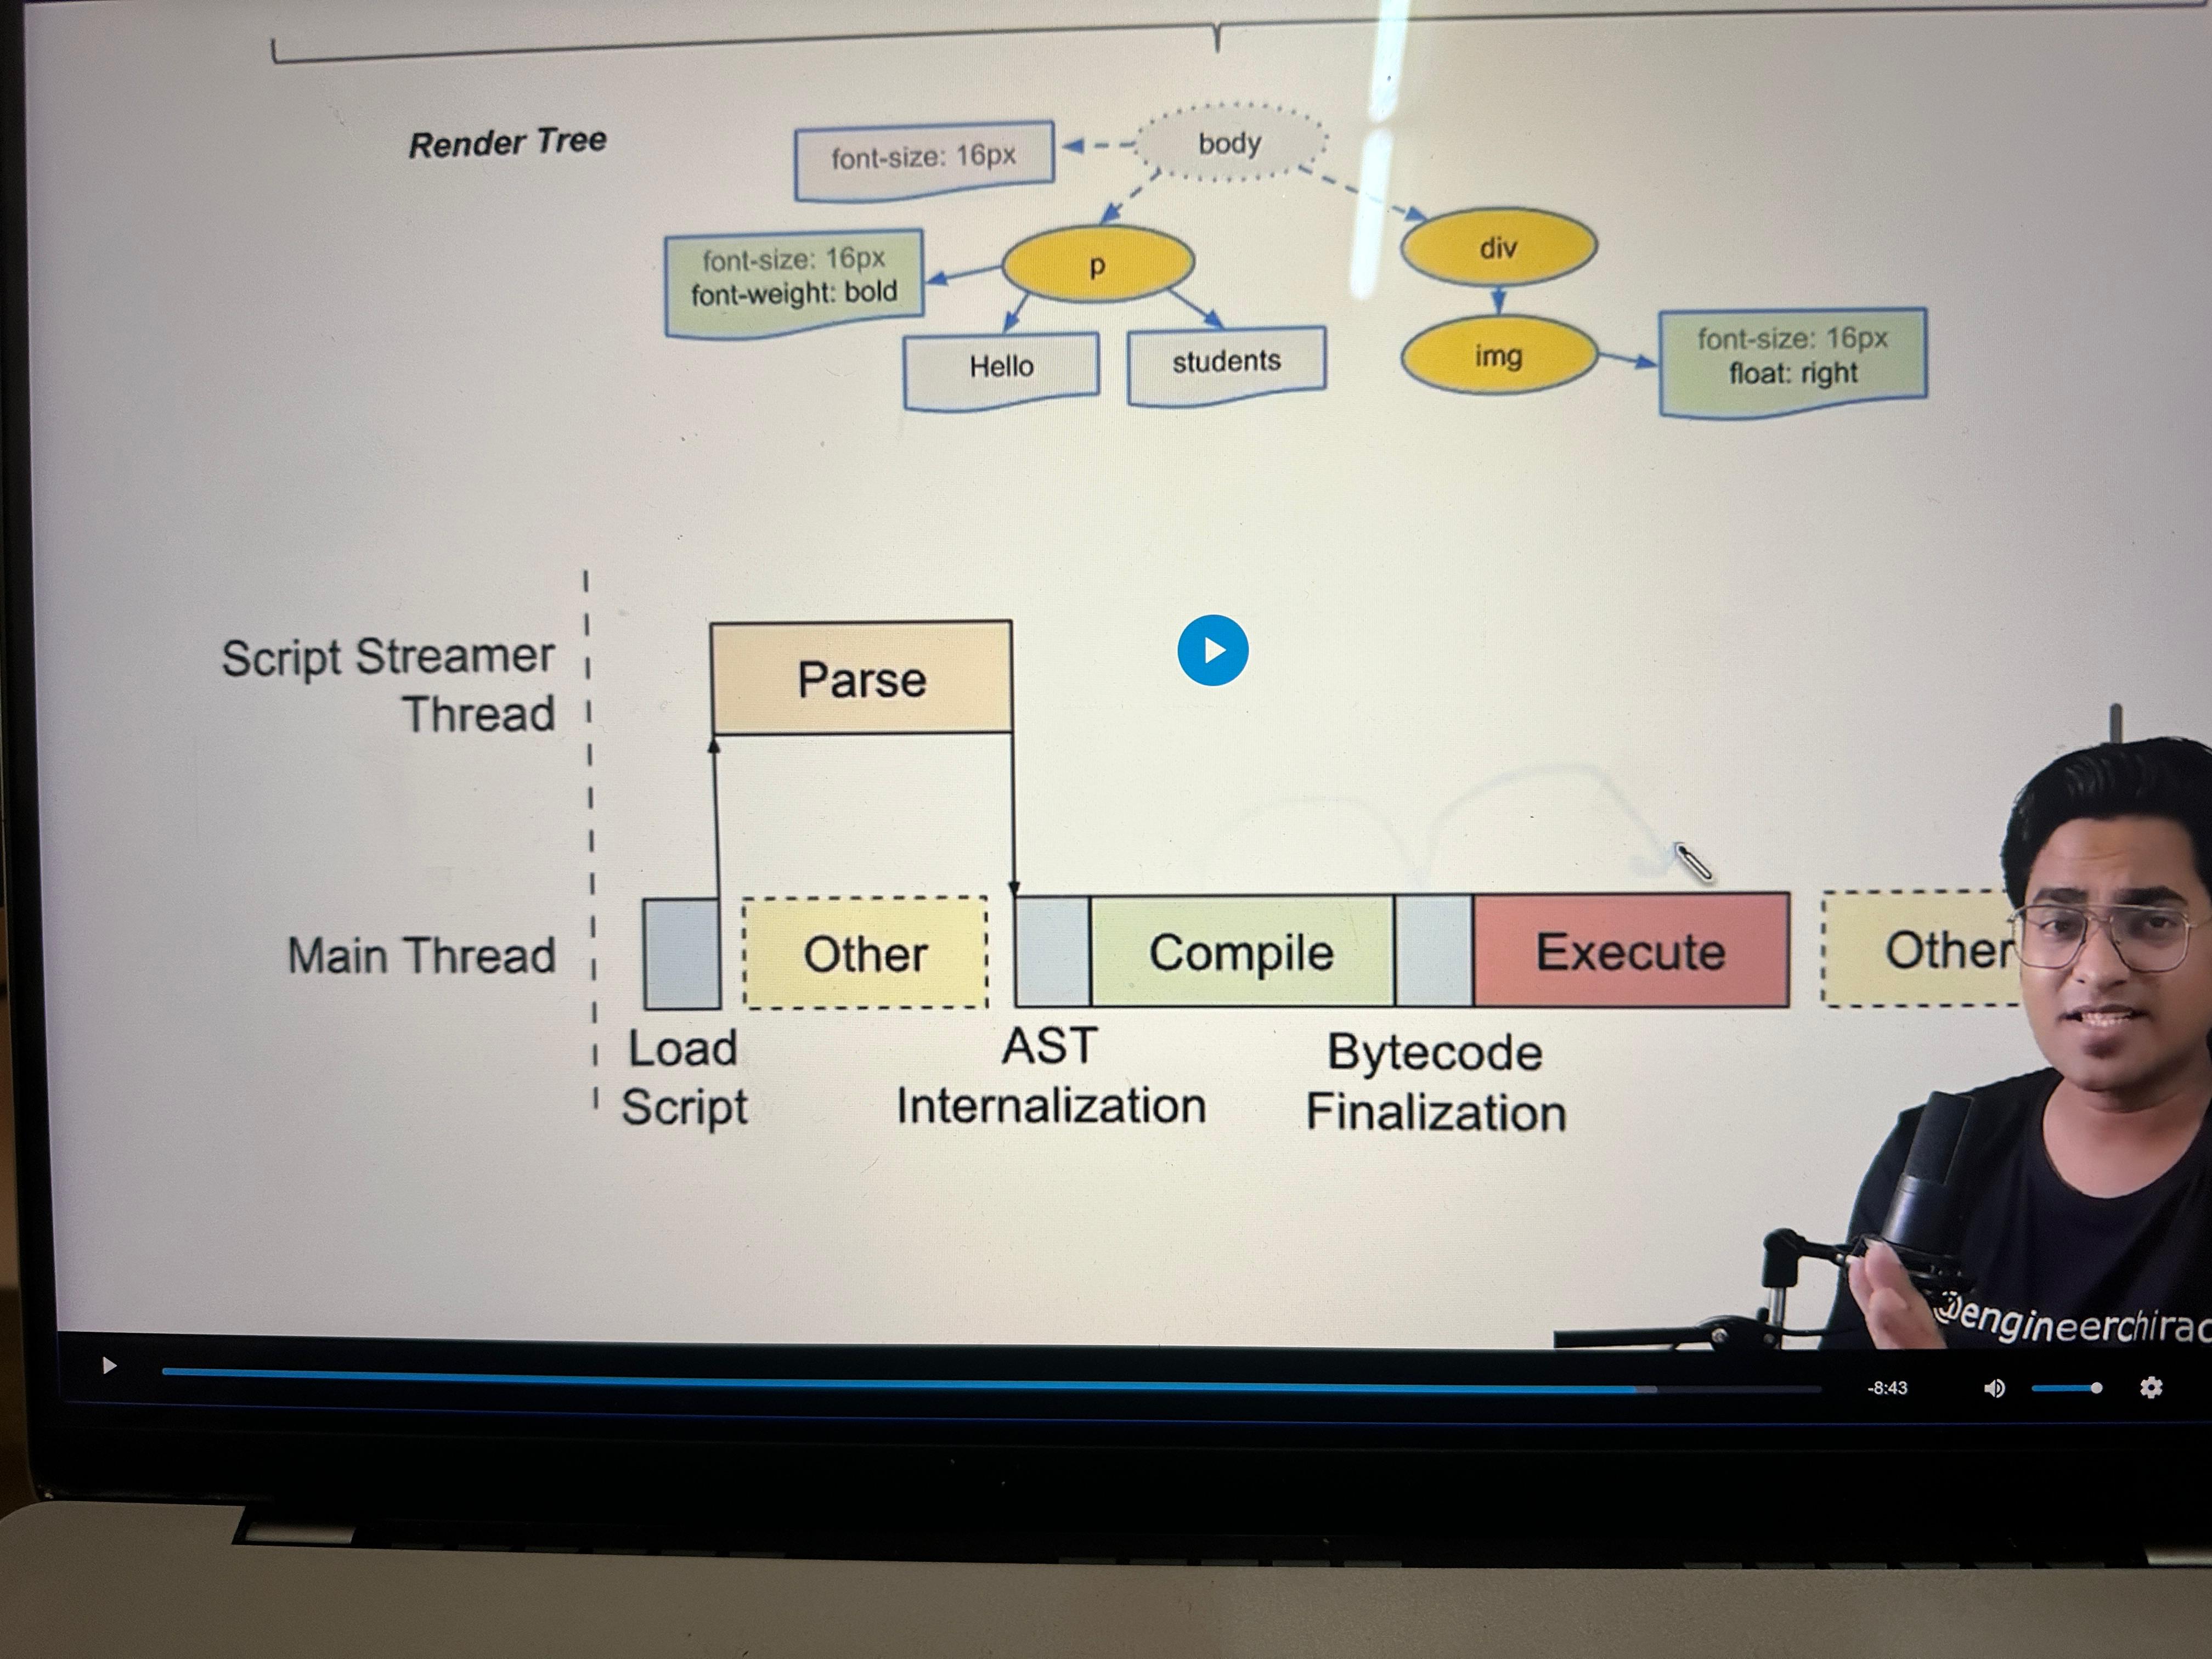 Render Tree
font-size: 16px
body
font-size: 16px
font-weight: bold
p
div
Hello
students
img
font-size: 16px
float: right
Script Streamer
Thread
Parse
Main Thread
Other
Compile
Execute
Other
Load
Script
AST
Internalization
Bytecode
Finalization
@engineerchirag
-8:43